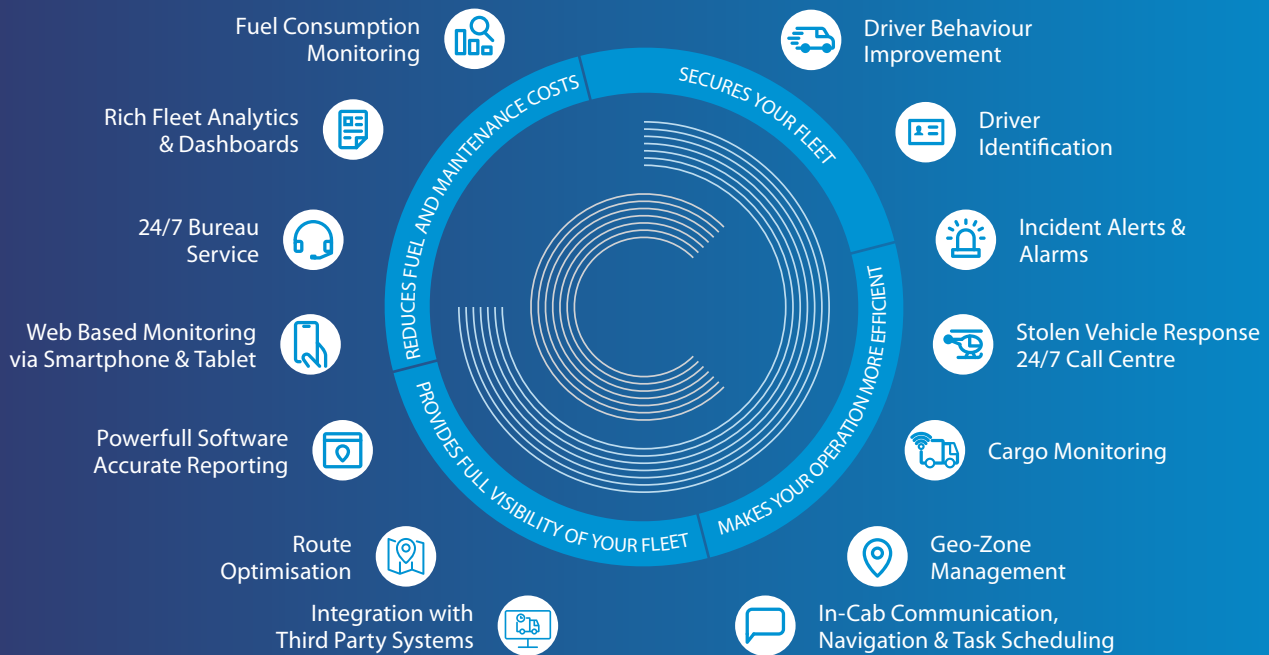 Fuel Consumption
Monitoring
Rich Fleet Analytics
& Dashboards
24/7 Bureau
Service
Web Based Monitoring
via Smartphone & Tablet
Powerfull Software
Accurate Reporting
Route
Optimisation
Integration with
Third Party Systems
REDUCES FUEL AND MAINTENANCE COSTS
SECURES YOUR FLEET
MAKES YOUR OPERATION MORE EFFICIENT
PROVIDES FULL VISIBILITY OF YOUR FLEET
Driver Behaviour
Improvement
Driver
Identification
Incident Alerts &
Alarms
Stolen Vehicle Response
24/7 Call Centre
Cargo Monitoring
Geo-Zone
Management
In-Cab Communication,
Navigation & Task Scheduling